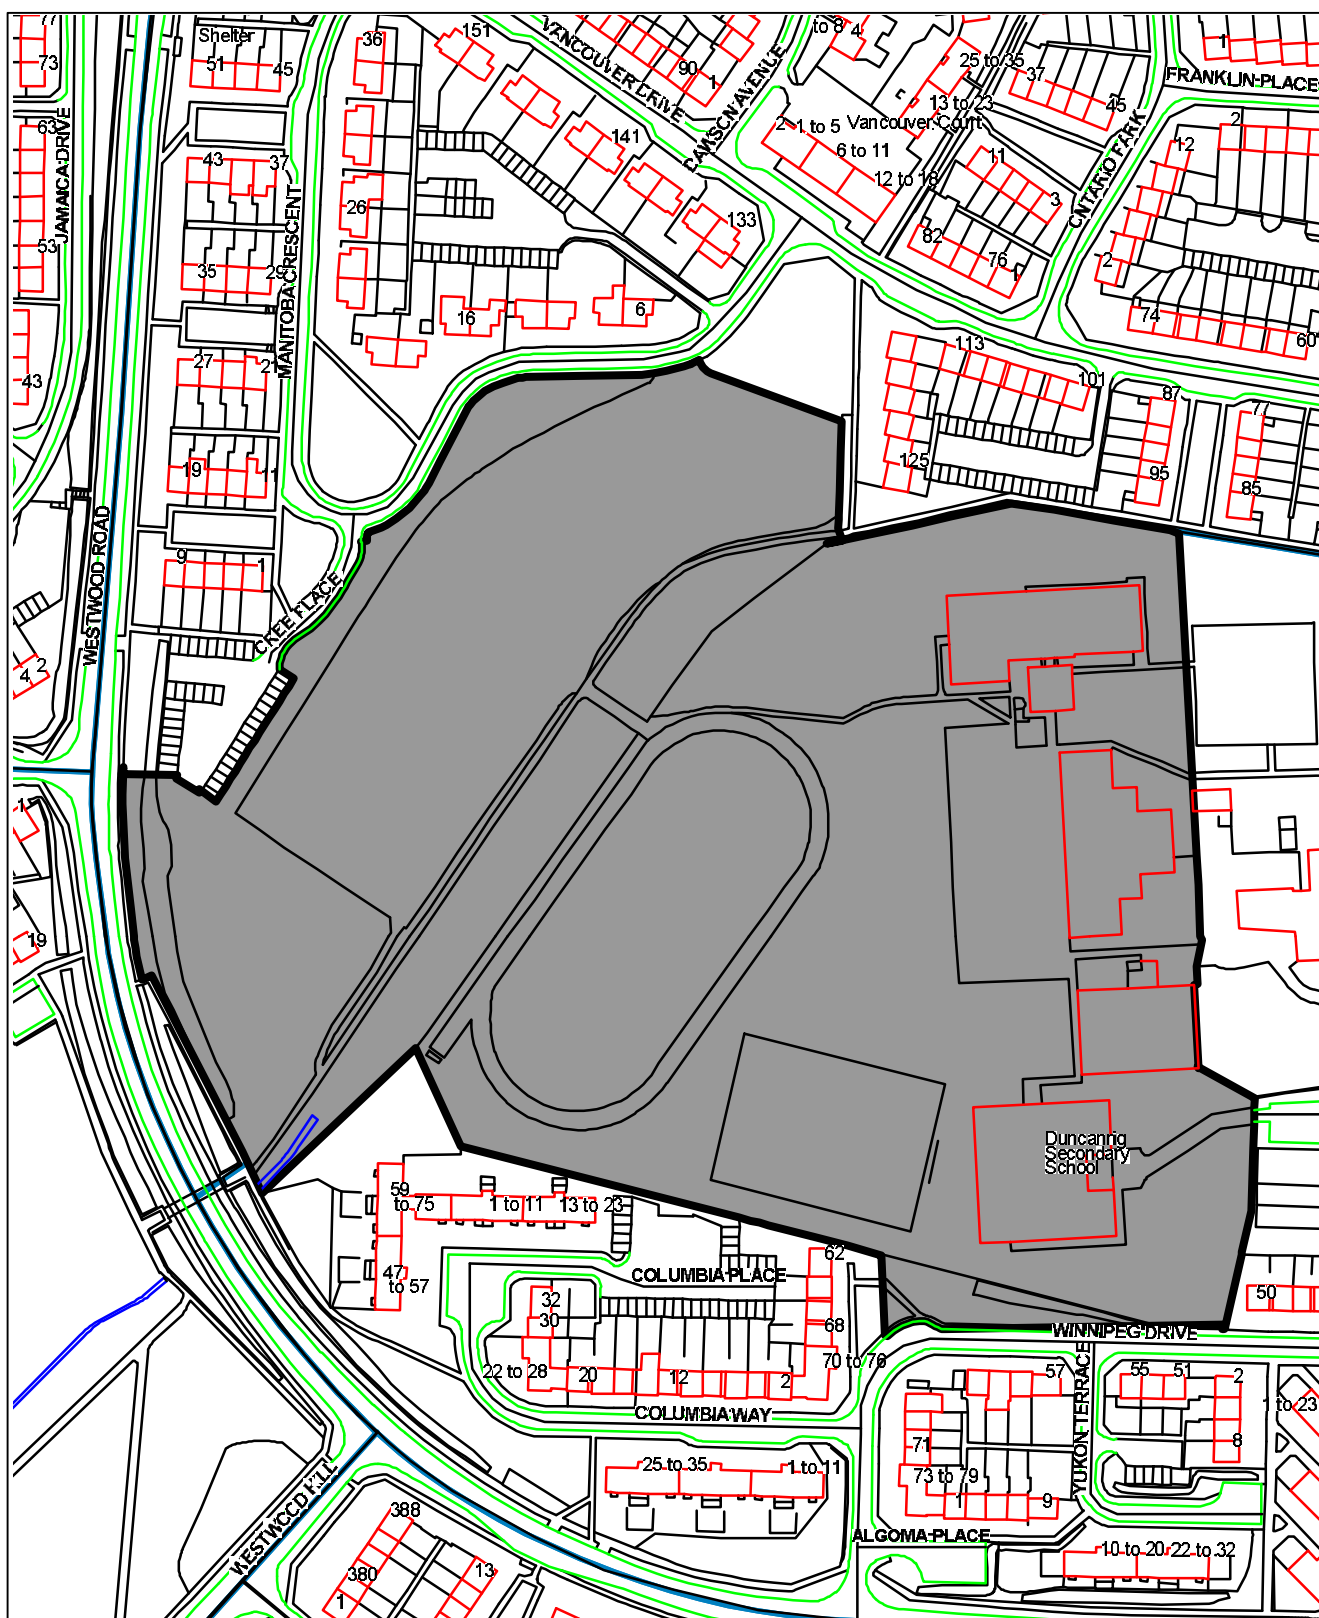 77
73
Shelter
51
45
36
151
VANCOUVER DRIVE
90
1
DAWSON AVENUE
to 8
4
25 to 35
37
45
13 to 23
1
FRANKLIN PLACE
63
JAMAICA DRIVE
53
43
43
37
35
29
MANITOBA CRESCENT
26
141
133
2
1 to 5
Vancouver Court
6 to 11
12 to 18
11
3
ONTARIO PARK
82
76
2
12
2
74
60
16
6
27
21
19
11
113
101
125
87
95
77
85
WESTWOOD ROAD
9
1
CREE PLACE
4
2
1
19
Duncanrig
Secondary
School
59
to 75
1 to 11
13 to 23
47
to 57
COLUMBIA PLACE
62
32
30
68
70 to 76
22 to 28
20
12
2
COLUMBIA WAY
50
WINNIPEG DRIVE
57
YUKON TERRACE
55
51
2
8
1 to 23
71
73 to 79
1
9
25 to 35
1 to 11
WESTWOOD HILL
388
380
1
13
ALGOMA PLACE
10 to 20
22 to 32